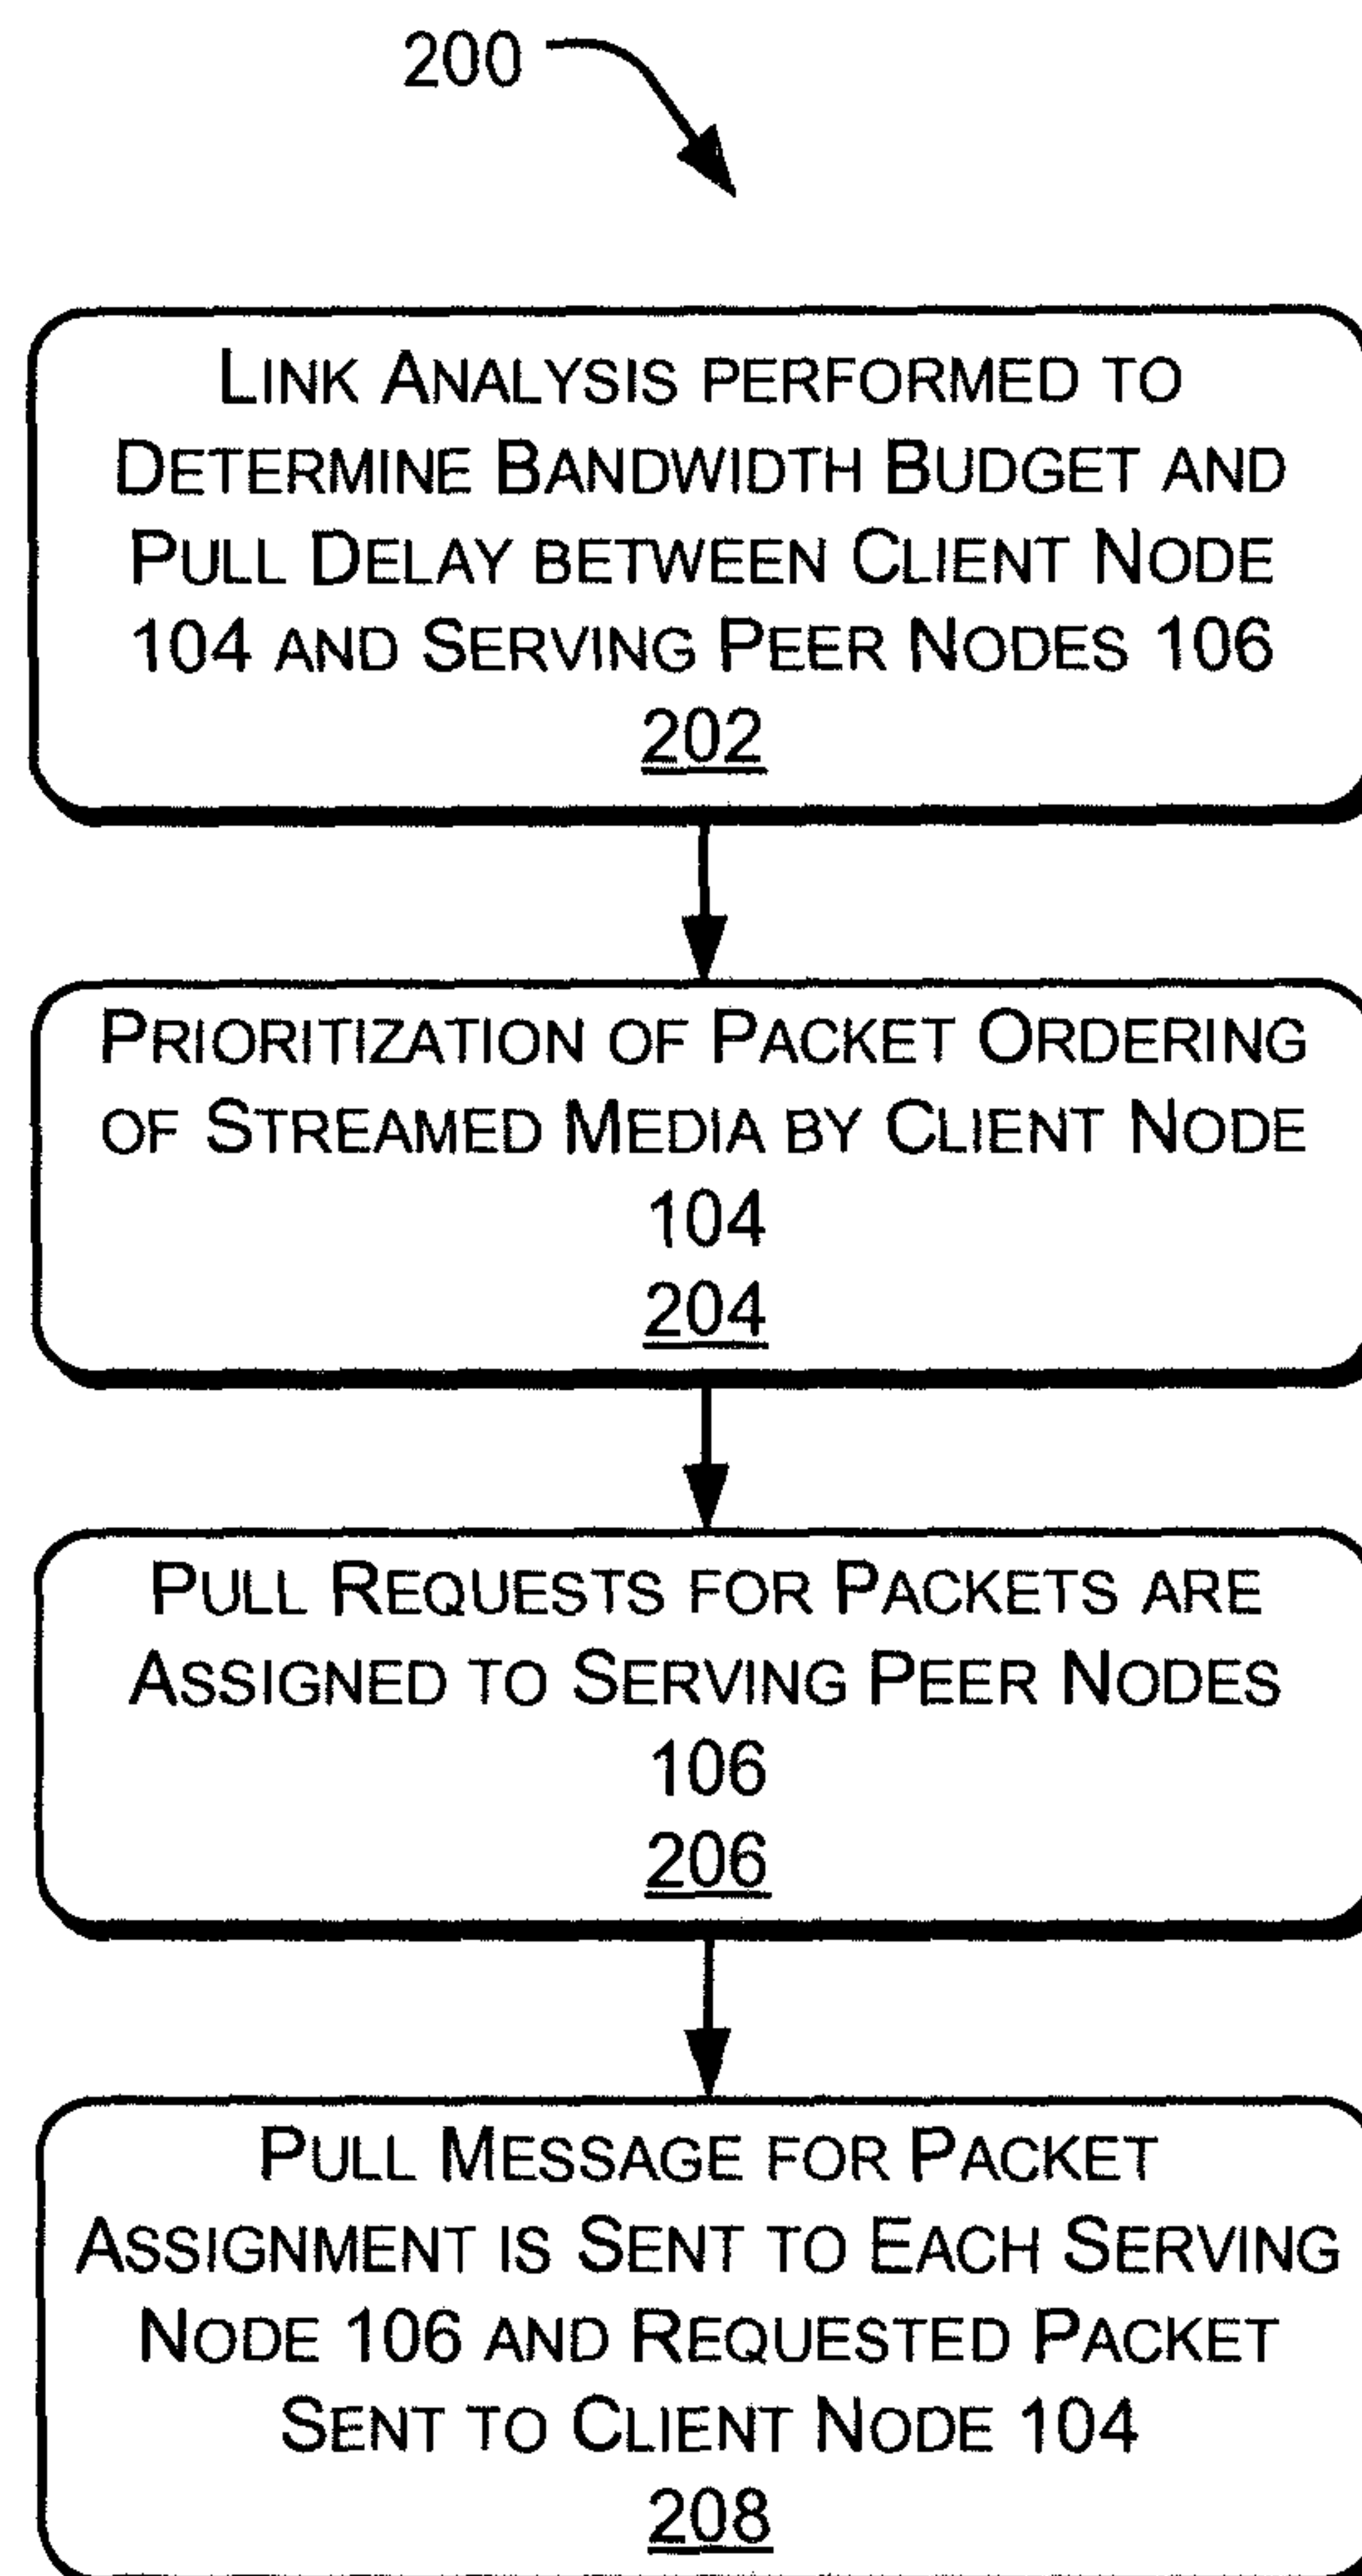 200
LINK ANALYSIS PERFORMED TO
DETERMINE BANDWIDTH BUDGET AND
PULL DELAY BETWEEN CLIENT NODE
104 AND SERVING PEER NODES 106
202
PRIORITIZATION OF PACKET ORDERING
OF STREAMED MEDIA BY CLIENT NODE
104
204
PULL REQUESTS FOR PACKETS ARE
ASSIGNED TO SERVING PEER NODES
106
206
PULL MESSAGE FOR PACKET
ASSIGNMENT IS SENT TO EACH SERVING
NODE 106 AND REQUESTED PACKET
SENT TO CLIENT NODE 104
208